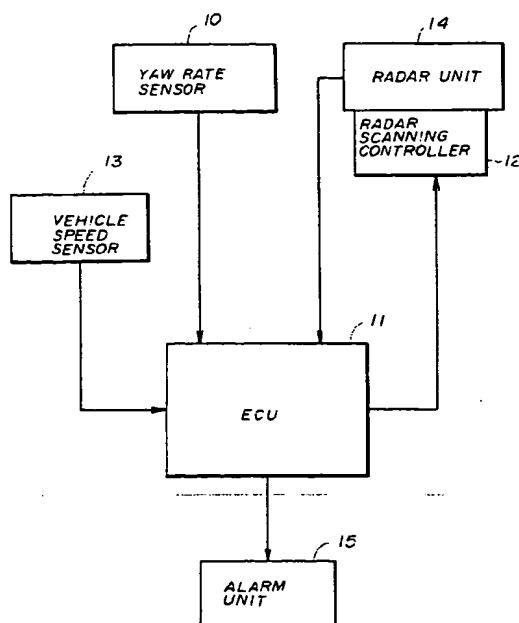 10
YAW RATE
SENSOR
14
RADAR UNIT
RADAR
SCANNING
CONTROLLER
12
13
VEHICLE
SPEED
SENSOR
11
ECU
15
ALARM
UNIT